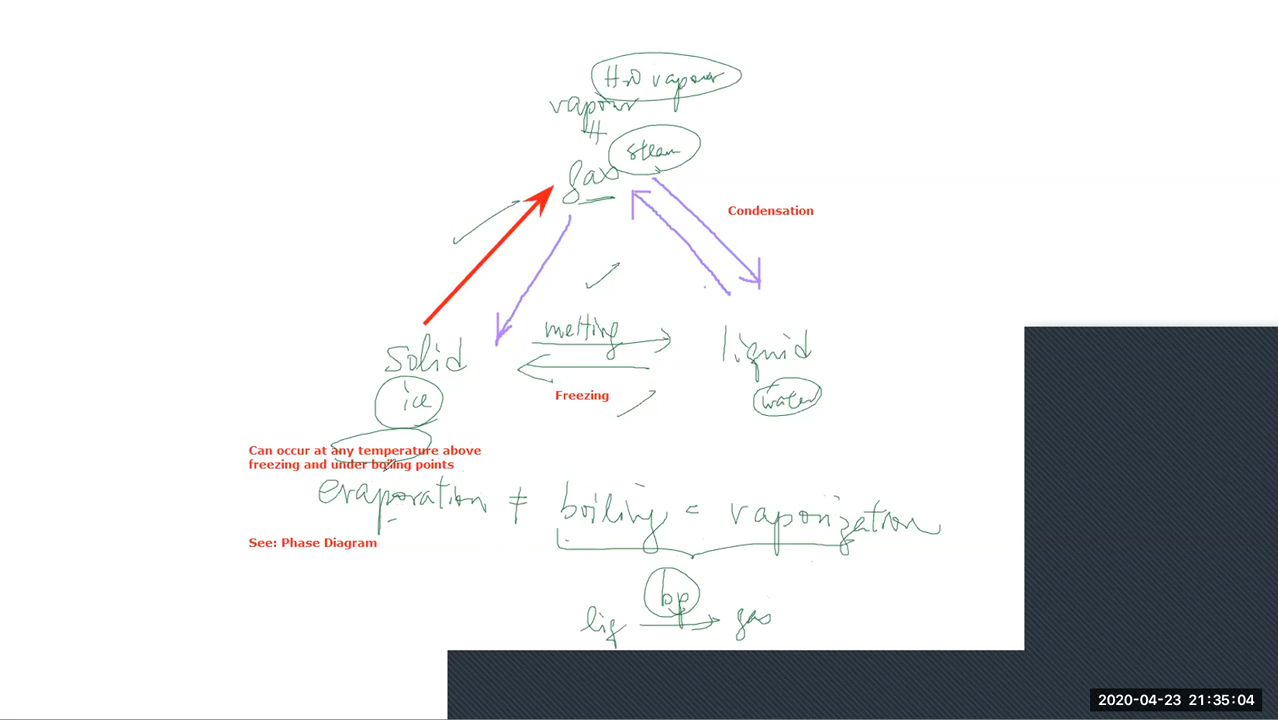 H2O vapour
vapour
steam
gas
Condensation
melting
solid
liquid
Freezing
ice
water
Can occur at any temperature above
freezing and under boiling points
evaporation ≠ boiling = vaporization
See: Phase Diagram
bp
liq → gas
2020-04-23 21:35:04